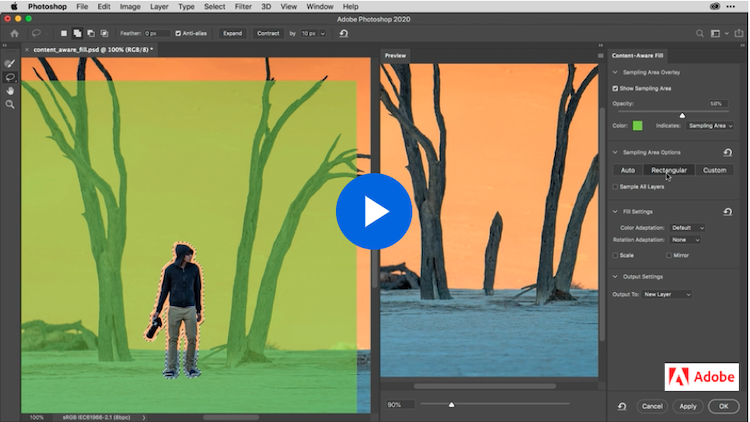 Photoshop File Edit Image Layer Type Select Filter 3D View Window Help
Adobe Photoshop 2020
Feather: 0 px Anti-alias Expand Contract by 10 px
content_aware_fill.psd @ 100% (RGB/8) *
Preview
Content-Aware Fill
Sampling Area Overlay
Show Sampling Area
Opacity: 50%
Color: Indicates: Sampling Area
Sampling Area Options
Auto Rectangular Custom
Sample All Layers
Fill Settings
Color Adaptation: Default
Rotation Adaptation: None
Scale Mirror
Output Settings
Output To: New Layer
Adobe
100% sRGB IEC61966-2.1 (8bpc)
90%
Cancel Apply OK